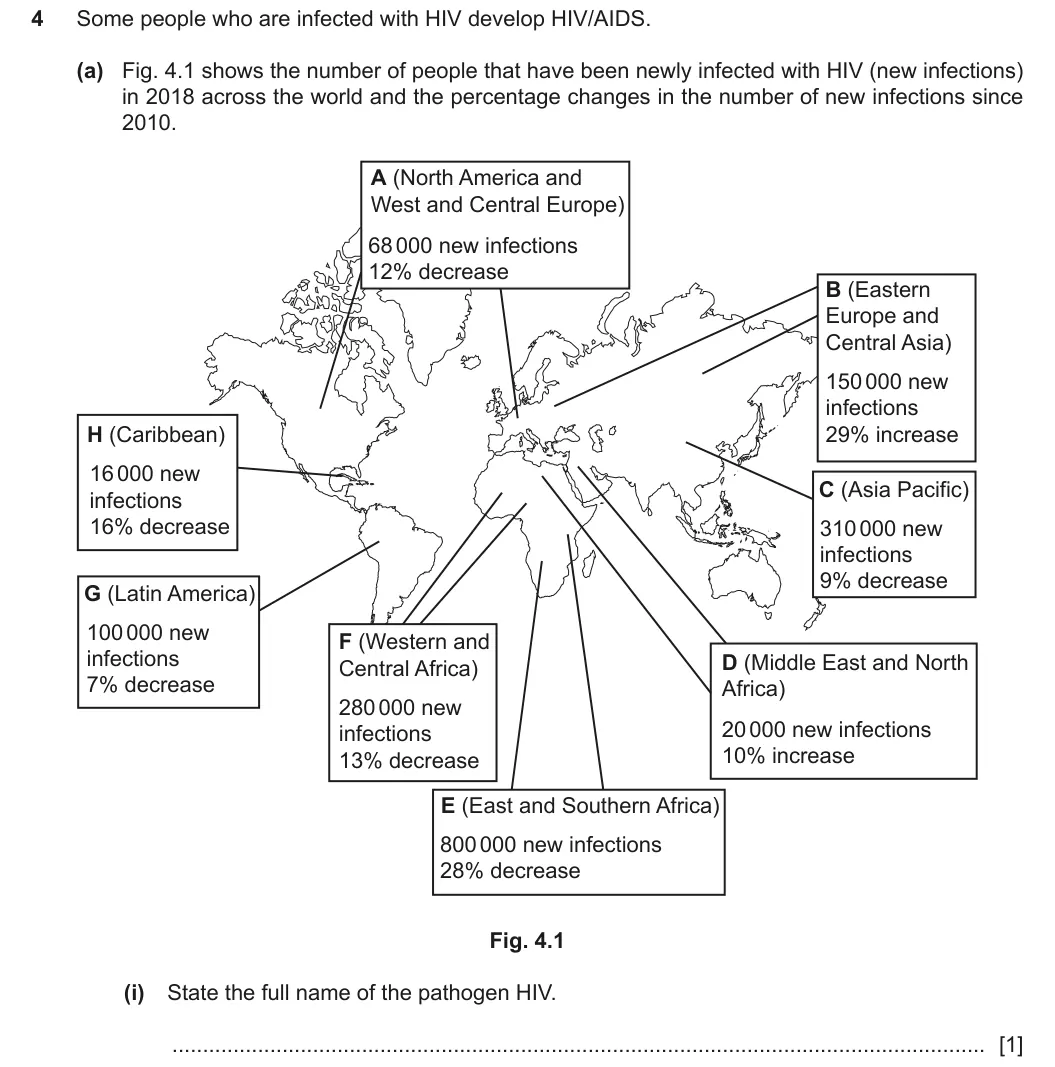 4 Some people who are infected with HIV develop HIV/AIDS.
(a) Fig. 4.1 shows the number of people that have been newly infected with HIV (new infections)
in 2018 across the world and the percentage changes in the number of new infections since
2010.
A (North America and
West and Central Europe)
68 000 new infections
12% decrease
B (Eastern
Europe and
Central Asia)
150 000 new
infections
29% increase
H (Caribbean)
16 000 new
infections
16% decrease
C (Asia Pacific)
310 000 new
infections
9% decrease
G (Latin America)
100 000 new
infections
7% decrease
F (Western and
Central Africa)
280 000 new
infections
13% decrease
D (Middle East and North
Africa)
20 000 new infections
10% increase
E (East and Southern Africa)
800 000 new infections
28% decrease
Fig. 4.1
(i) State the full name of the pathogen HIV.
[1]